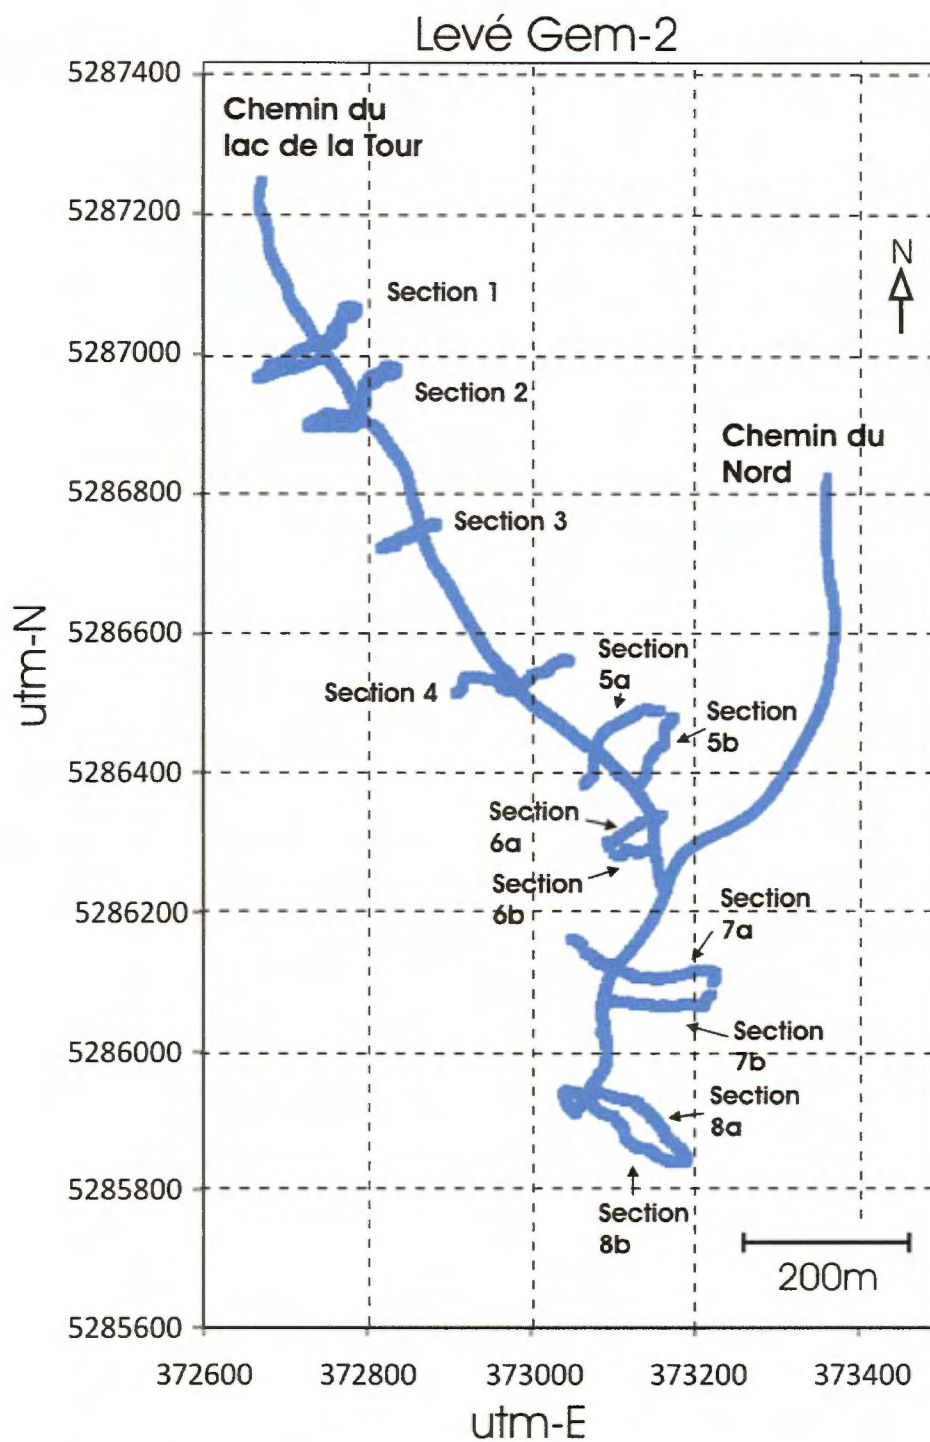 Levé Gem-2
5287400
Chemin du
lac de la Tour
5287200
N
Section 1
5287000
Section 2
Chemin du
Nord
5286800
Section 3
utm-N
5286600
Section
5a
Section 4
Section
5b
5286400
Section
6a
Section
6b
5286200
Section
7a
Section
7b
5286000
Section
8a
5285800
Section
8b
200m
5285600
372600
372800
373000
373200
373400
utm-E